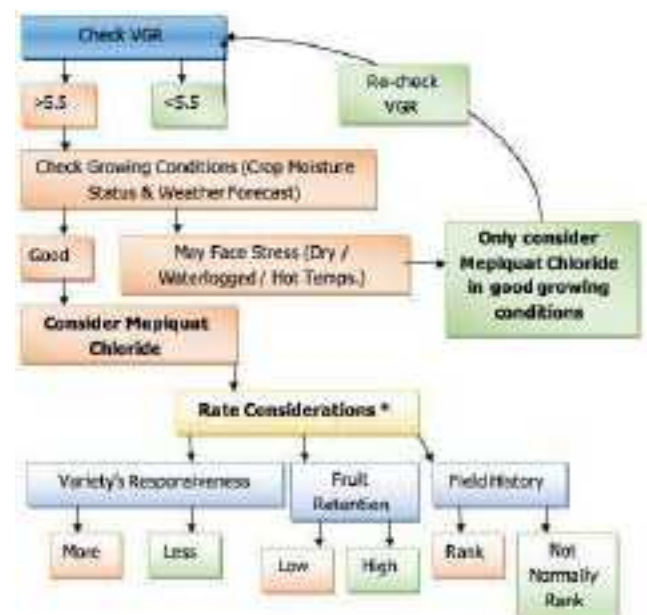 Check VGR
>5.5
<5.5
Re-check
VGR
Check Growing Conditions (Crop Moisture
Status & Weather Forecast)
Good
May Face Stress (Dry /
Waterlogged / Hot Temps.)
Only consider
Mepiquat Chloride
in good growing
conditions
Consider Mepiquat
Chloride
Rate Considerations *
Variety's Responsiveness
Fruit
Retention
Field History
More
Less
Low
High
Rank
Not
Normally
Rank